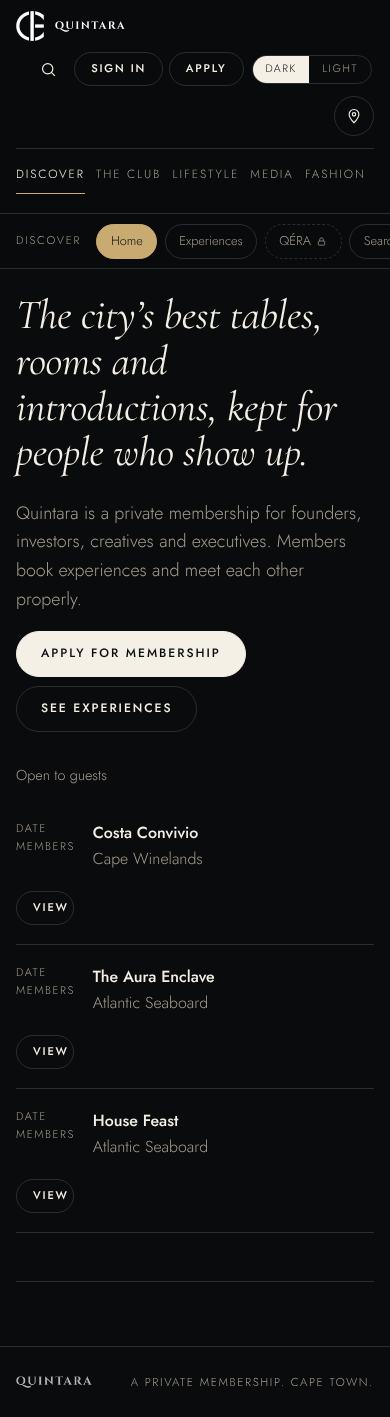 QUINTARA
SIGN IN
APPLY
DARK
LIGHT
DISCOVER
THE CLUB
LIFESTYLE
MEDIA
FASHION
DISCOVER
Home
Experiences
QÉRA
The city’s best tables,
rooms and
introductions, kept for
people who show up.
Quintara is a private membership for founders,
investors, creatives and executives. Members
book experiences and meet each other
properly.
APPLY FOR MEMBERSHIP
SEE EXPERIENCES
Open to guests
DATE
MEMBERS
Costa Convivio
Cape Winelands
VIEW
DATE
MEMBERS
The Aura Enclave
Atlantic Seaboard
VIEW
DATE
MEMBERS
House Feast
Atlantic Seaboard
VIEW
QUINTARA
A PRIVATE MEMBERSHIP. CAPE TOWN.